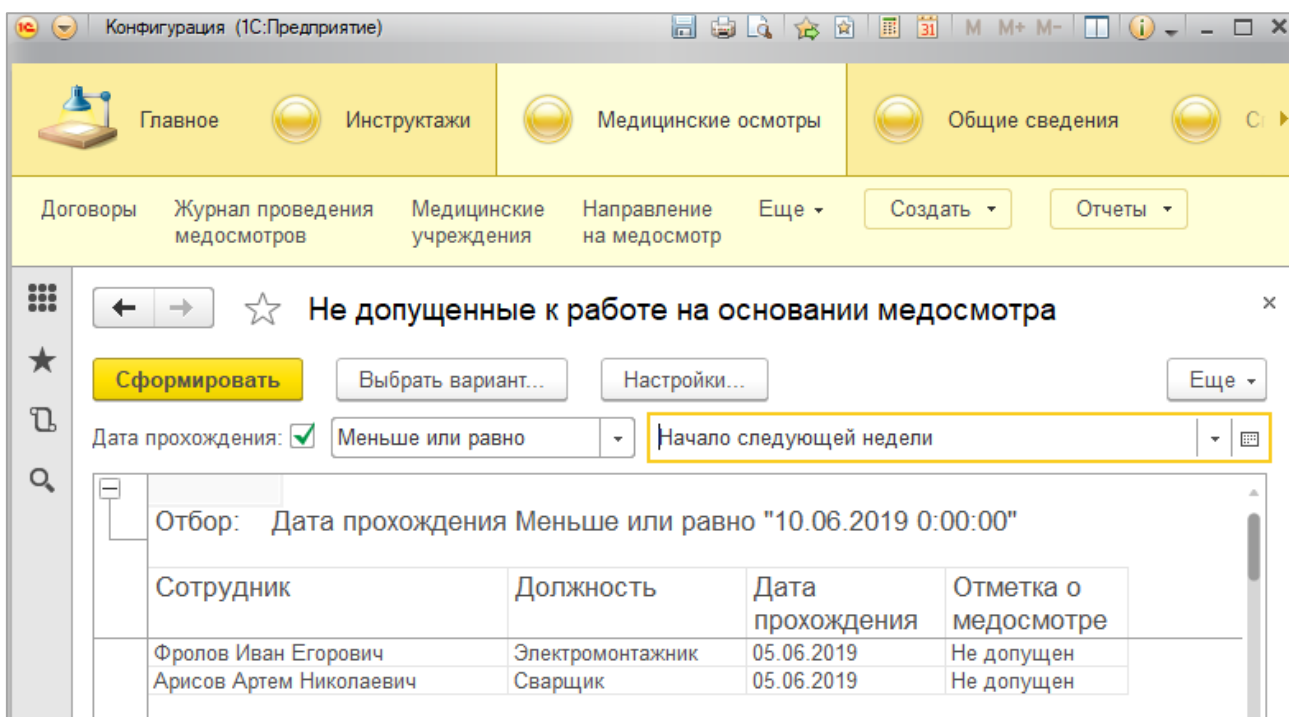 1С Конфигурация (1С:Предприятие) 31 M M+ M-
Главное Инструктажи Медицинские осмотры Общие сведения
Договоры Журнал проведения Медицинские Направление Еще Создать Отчеты
медосмотров учреждения на медосмотр
Не допущенные к работе на основании медосмотра
Сформировать Выбрать вариант... Настройки... Еще
Дата прохождения: Меньше или равно Начало следующей недели
Отбор: Дата прохождения Меньше или равно "10.06.2019 0:00:00"
Сотрудник Должность Дата Отметка о
прохождения медосмотре
Фролов Иван Егорович Электромонтажник 05.06.2019 Не допущен
Арисов Артем Николаевич Сварщик 05.06.2019 Не допущен